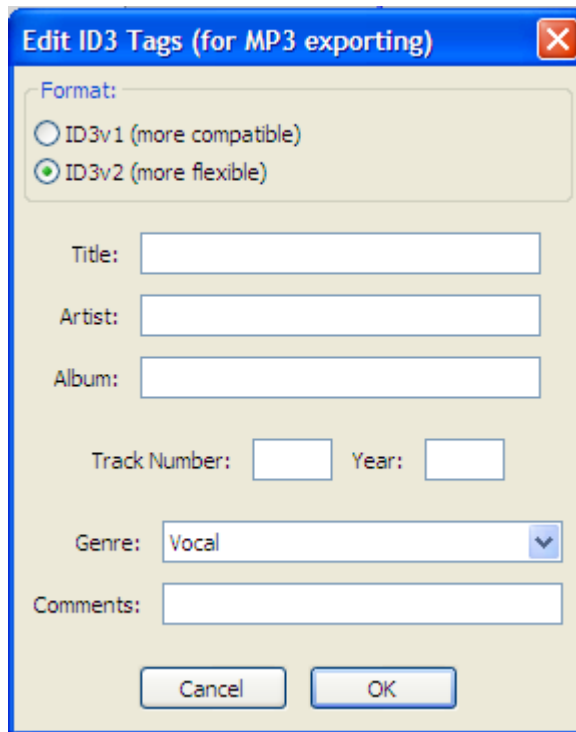 Edit ID3 Tags (for MP3 exporting)
Format:
ID3v1 (more compatible)
ID3v2 (more flexible)
Title:
Artist:
Album:
Track Number: Year:
Genre: Vocal
Comments:
Cancel OK